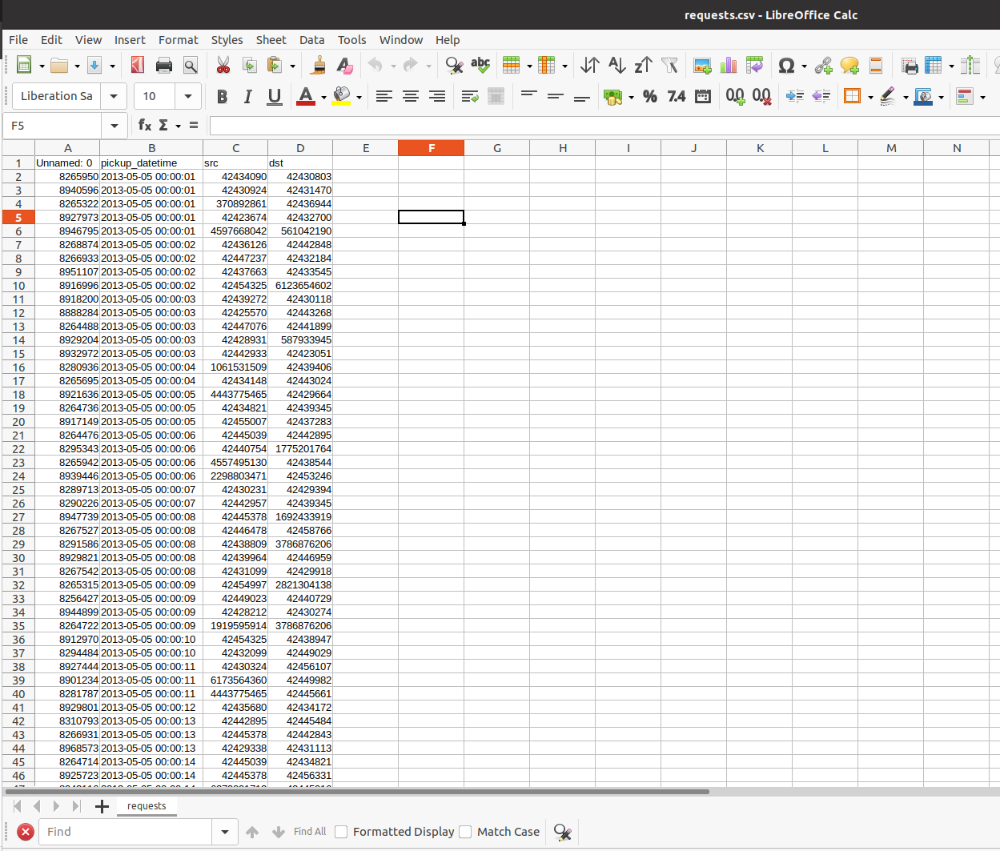 requests.csv - LibreOffice Calc
File Edit View Insert Format Styles Sheet Data Tools Window Help
Liberation Sa 10 B I U A % 7.4 0.0 0.0
F5 fx Σ =
A B C D E F G H I J K L M N
1 Unnamed: 0 pickup_datetime src dst
2 8265950 2013-05-05 00:00:01 42434090 42430803
3 8940596 2013-05-05 00:00:01 42430924 42431470
4 8265322 2013-05-05 00:00:01 370892861 42436944
5 8927973 2013-05-05 00:00:01 42423674 42432700
6 8946795 2013-05-05 00:00:01 4597668042 561042190
7 8268874 2013-05-05 00:00:02 42436126 42442848
8 8266933 2013-05-05 00:00:02 42447237 42432184
9 8951107 2013-05-05 00:00:02 42437663 42433545
10 8916996 2013-05-05 00:00:02 42454325 6123654602
11 8918200 2013-05-05 00:00:03 42439272 42430118
12 8888284 2013-05-05 00:00:03 42425570 42443268
13 8264488 2013-05-05 00:00:03 42447076 42441899
14 8929204 2013-05-05 00:00:03 42428931 587933945
15 8932972 2013-05-05 00:00:03 42442933 42423051
16 8280936 2013-05-05 00:00:04 1061531509 42439406
17 8265695 2013-05-05 00:00:04 42434148 42443024
18 8921636 2013-05-05 00:00:05 4443775465 42429664
19 8264736 2013-05-05 00:00:05 42434821 42439345
20 8917149 2013-05-05 00:00:05 42455007 42437283
21 8264476 2013-05-05 00:00:06 42445039 42442895
22 8295343 2013-05-05 00:00:06 42440754 1775201764
23 8265942 2013-05-05 00:00:06 4557495130 42438544
24 8939446 2013-05-05 00:00:06 2298803471 42453246
25 8289713 2013-05-05 00:00:07 42430231 42429394
26 8290226 2013-05-05 00:00:07 42442957 42439345
27 8947739 2013-05-05 00:00:08 42445378 1692433919
28 8267527 2013-05-05 00:00:08 42446478 42458766
29 8291586 2013-05-05 00:00:08 42438809 3786876206
30 8929821 2013-05-05 00:00:08 42439964 42446959
31 8267542 2013-05-05 00:00:08 42431099 42429918
32 8265315 2013-05-05 00:00:09 42454997 2821304138
33 8256427 2013-05-05 00:00:09 42449023 42440729
34 8944899 2013-05-05 00:00:09 42428212 42430274
35 8264722 2013-05-05 00:00:09 1919595914 3786876206
36 8912970 2013-05-05 00:00:10 42454325 42438947
37 8294484 2013-05-05 00:00:10 42432099 42449029
38 8927444 2013-05-05 00:00:11 42430324 42456107
39 8901234 2013-05-05 00:00:11 6173564360 42449982
40 8281787 2013-05-05 00:00:11 4443775465 42445661
41 8929801 2013-05-05 00:00:12 42435680 42434172
42 8310793 2013-05-05 00:00:13 42442895 42445484
43 8266931 2013-05-05 00:00:13 42445378 42442843
44 8968573 2013-05-05 00:00:13 42429338 42431113
45 8264714 2013-05-05 00:00:14 42445039 42434821
46 8925723 2013-05-05 00:00:14 42445378 42456331
requests
Find Find All Formatted Display Match Case